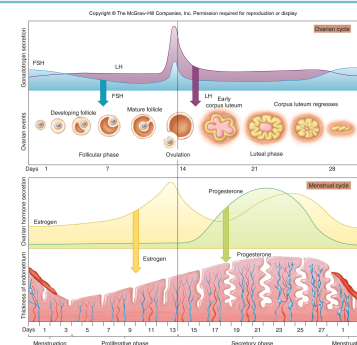 Copyright © The McGraw-Hill Companies, Inc. Permission required for reproduction or display
Ovarian cycle
Gonadotropin secretion
FSH
LH
FSH
LH
Ovarian events
Developing follicle
Mature follicle
Early
corpus luteum
Corpus luteum regresses
Follicular phase
Ovulation
Luteal phase
Days 1 7 14 21 28
Menstrual cycle
Ovarian hormone secretion
Progesterone
Estrogen
Estrogen
Progesterone
Thickness of endometrium
Days 1 3 5 7 9 11 13 15 17 19 21 23 25 27 1
Menstruation Proliferative phase Secretory phase Menstrua